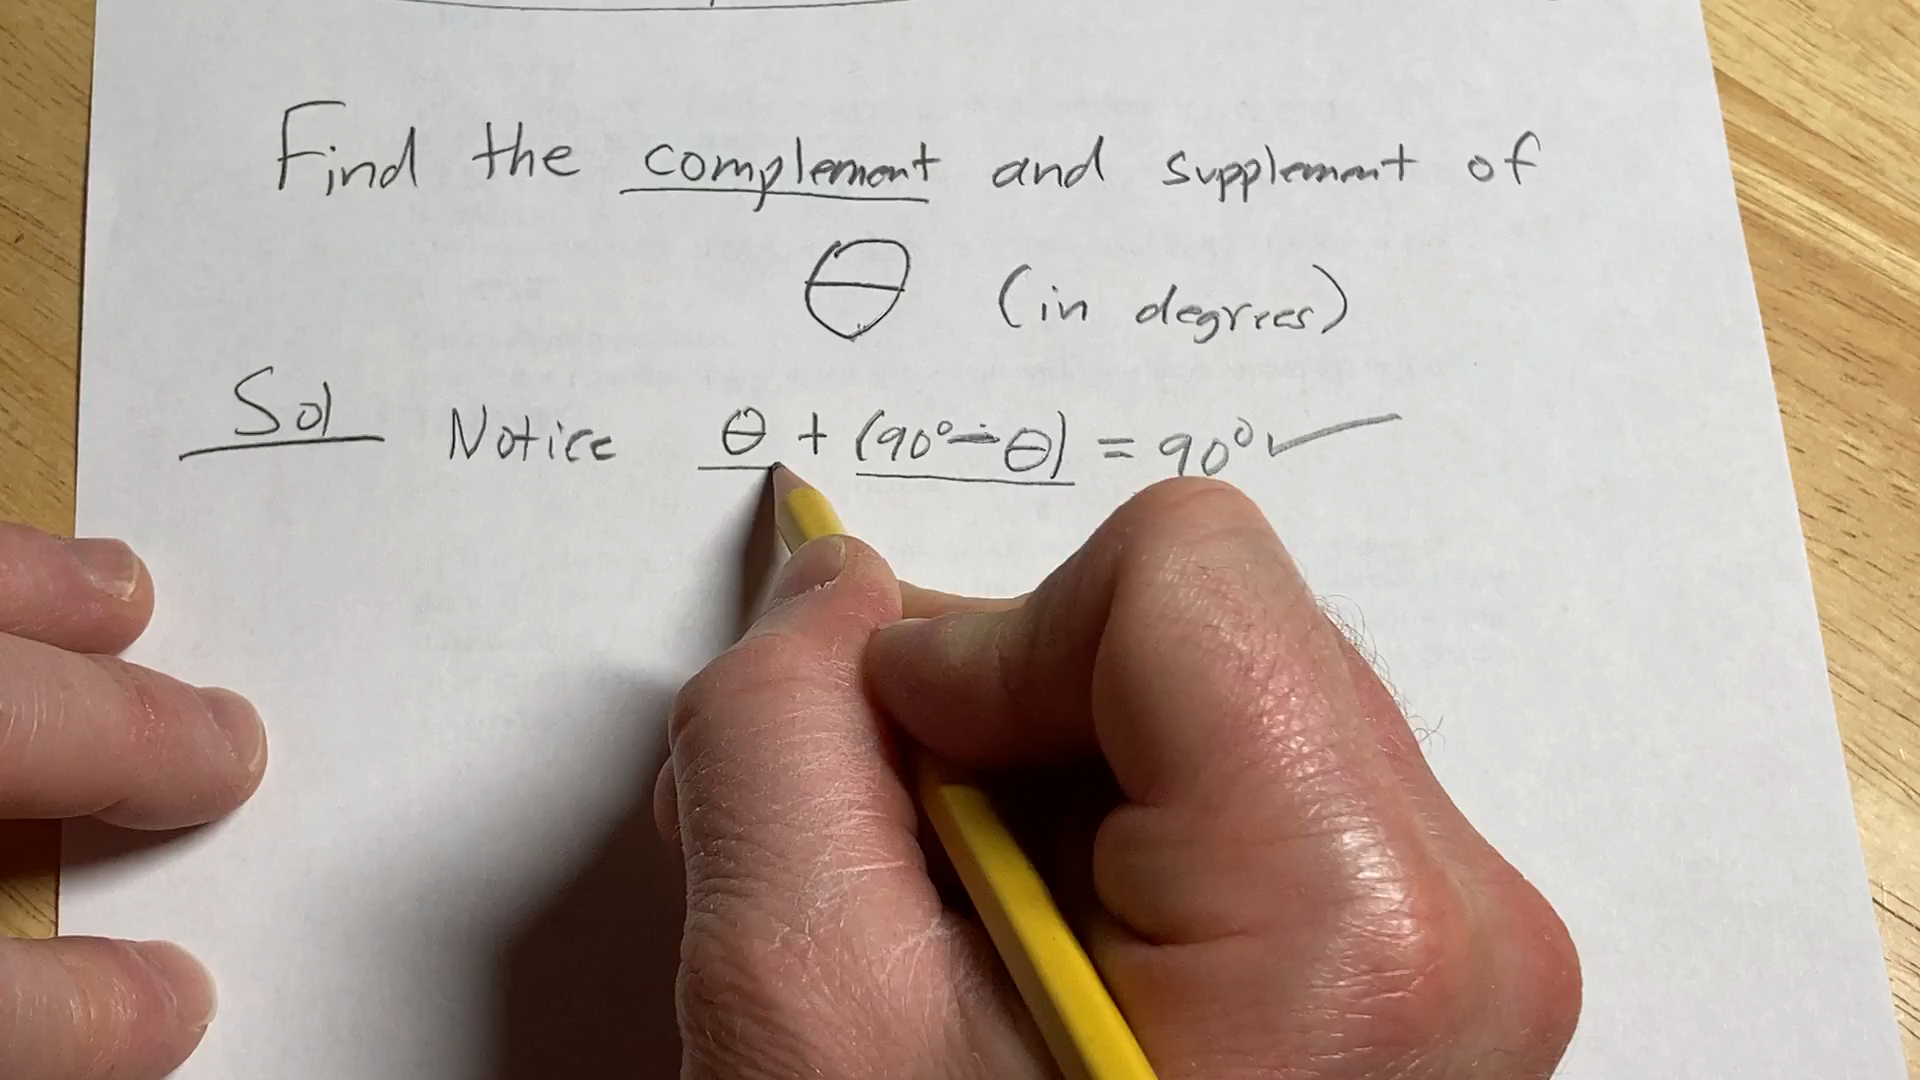 Find the complement and supplement of
θ (in degrees)
Sol Notice θ + (90° - θ) = 90° ✓